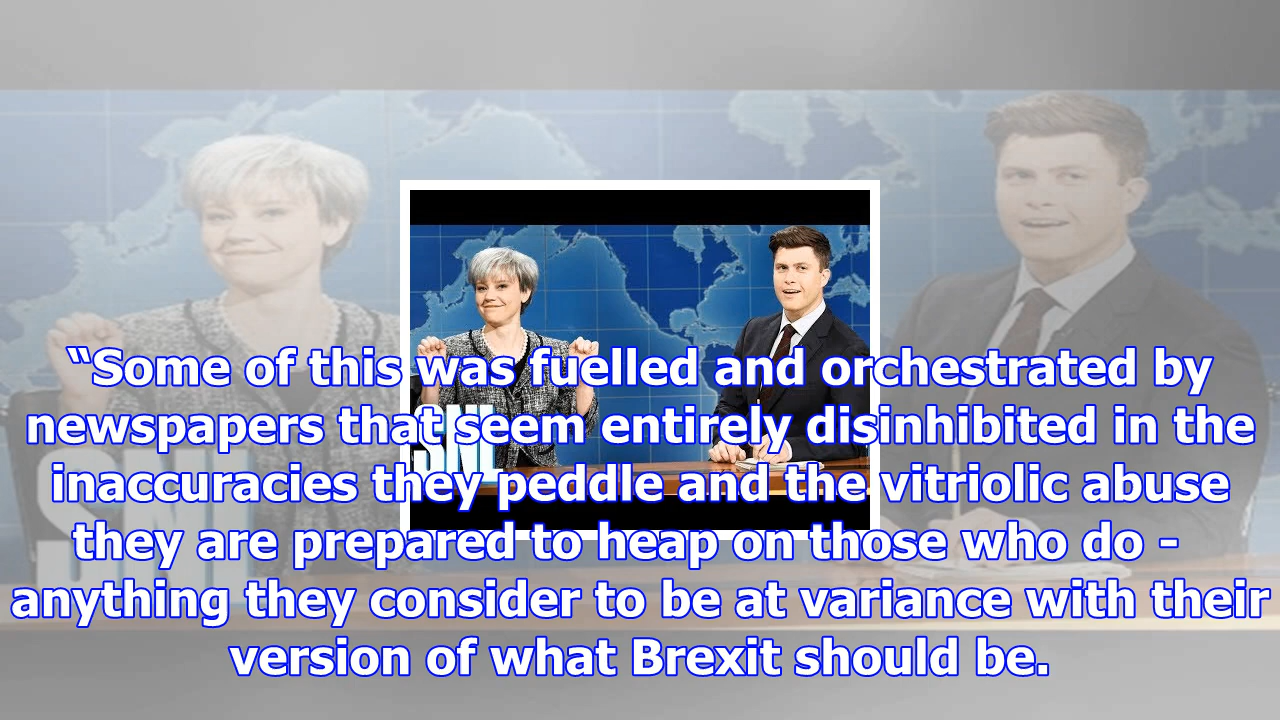 “Some of this was fuelled and orchestrated by
newspapers that seem entirely disinhibited in the
inaccuracies they peddle and the vitriolic abuse
they are prepared to heap on those who do -
anything they consider to be at variance with their
version of what Brexit should be.
SNL
SNL